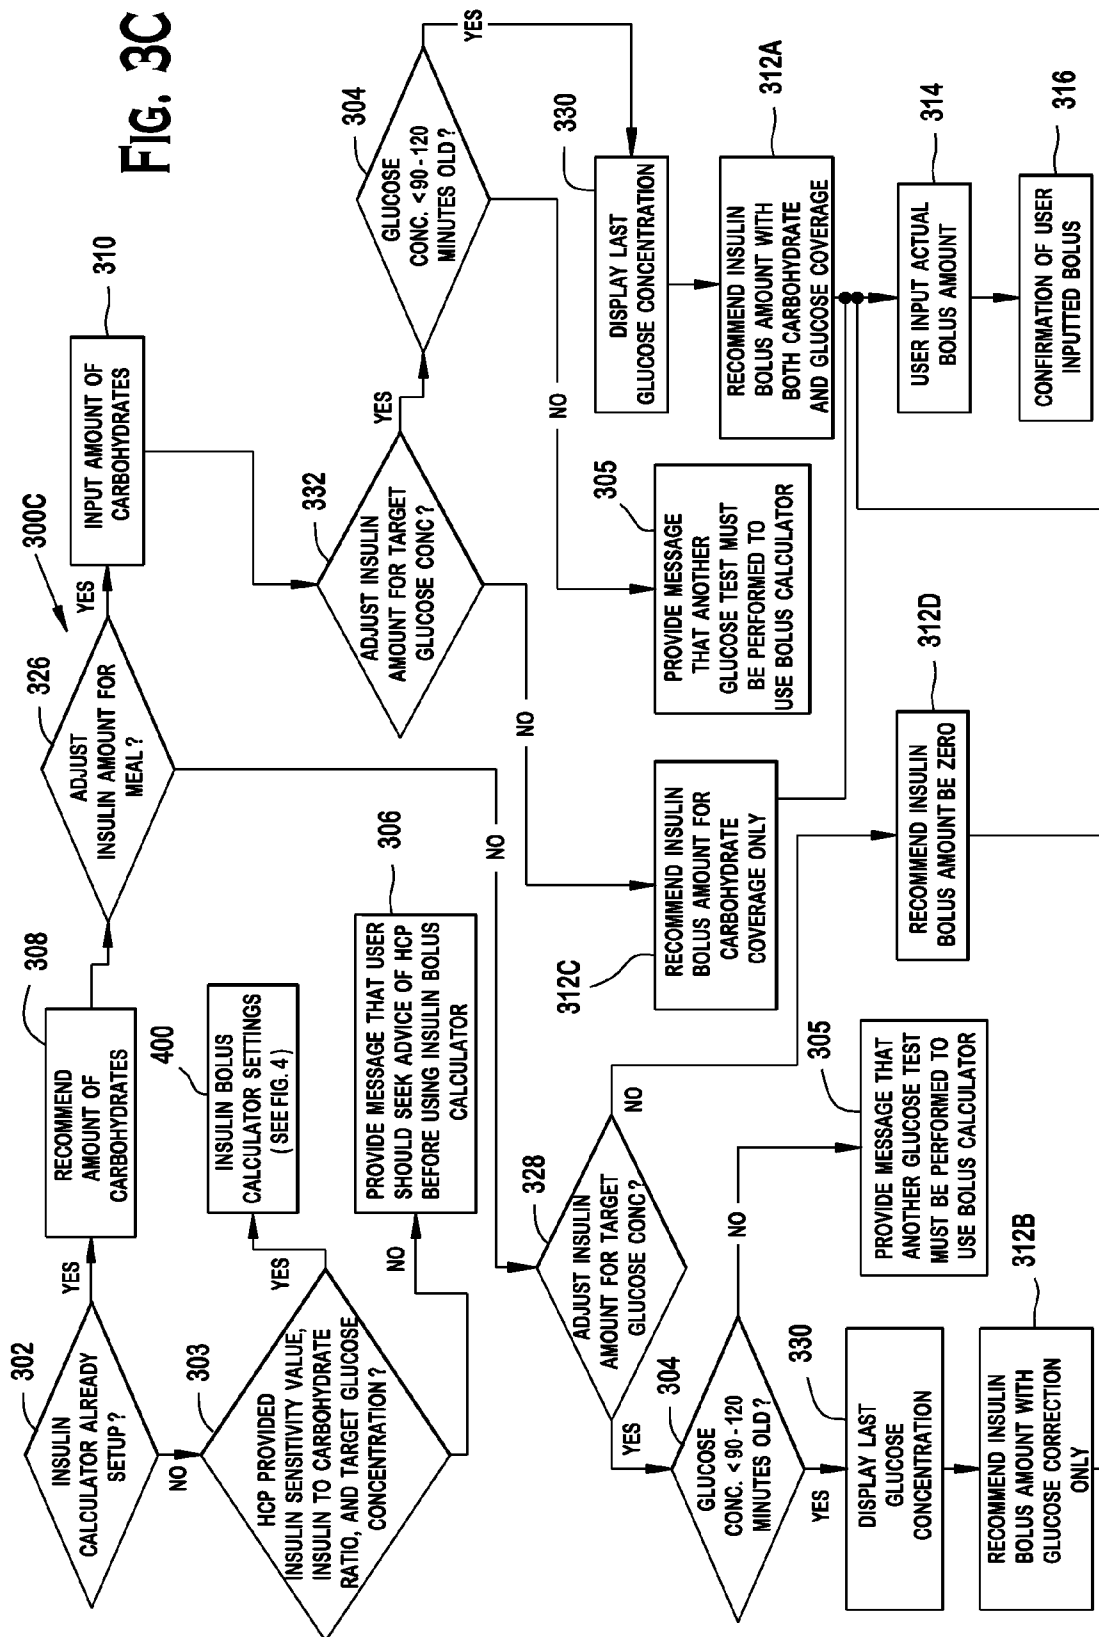 FIG. 3C
300C
302
INSULIN
CALCULATOR ALREADY
SETUP?
YES
NO
308
RECOMMEND
AMOUNT OF
CARBOHYDRATES
326
ADJUST
INSULIN AMOUNT FOR
MEAL?
YES
NO
310
INPUT AMOUNT OF
CARBOHYDRATES
303
HCP PROVIDED
INSULIN SENSITIVITY VALUE,
INSULIN TO CARBOHYDRATE
RATIO, AND TARGET GLUCOSE
CONCENTRATION?
YES
NO
400
INSULIN BOLUS
CALCULATOR SETTINGS
(SEE FIG. 4)
306
PROVIDE MESSAGE THAT USER
SHOULD SEEK ADVICE OF HCP
BEFORE USING INSULIN BOLUS
CALCULATOR
332
ADJUST INSULIN
AMOUNT FOR TARGET
GLUCOSE CONC?
YES
NO
304
GLUCOSE
CONC. <90-120
MINUTES OLD?
YES
NO
328
ADJUST INSULIN
AMOUNT FOR TARGET
GLUCOSE CONC?
YES
NO
312C
RECOMMEND INSULIN
BOLUS AMOUNT FOR
CARBOHYDRATE
COVERAGE ONLY
305
PROVIDE MESSAGE
THAT ANOTHER
GLUCOSE TEST MUST
BE PERFORMED TO
USE BOLUS CALCULATOR
330
DISPLAY LAST
GLUCOSE CONCENTRATION
312A
RECOMMEND INSULIN
BOLUS AMOUNT WITH
BOTH CARBOHYDRATE
AND GLUCOSE COVERAGE
304
GLUCOSE
CONC. <90-120
MINUTES OLD?
YES
NO
305
PROVIDE MESSAGE THAT
ANOTHER GLUCOSE TEST
MUST BE PERFORMED TO
USE BOLUS CALCULATOR
312D
RECOMMEND INSULIN
BOLUS AMOUNT BE ZERO
330
DISPLAY LAST
GLUCOSE
CONCENTRATION
312B
RECOMMEND INSULIN
BOLUS AMOUNT WITH
GLUCOSE CORRECTION
ONLY
314
USER INPUT ACTUAL
BOLUS AMOUNT
316
CONFIRMATION OF USER
INPUTTED BOLUS